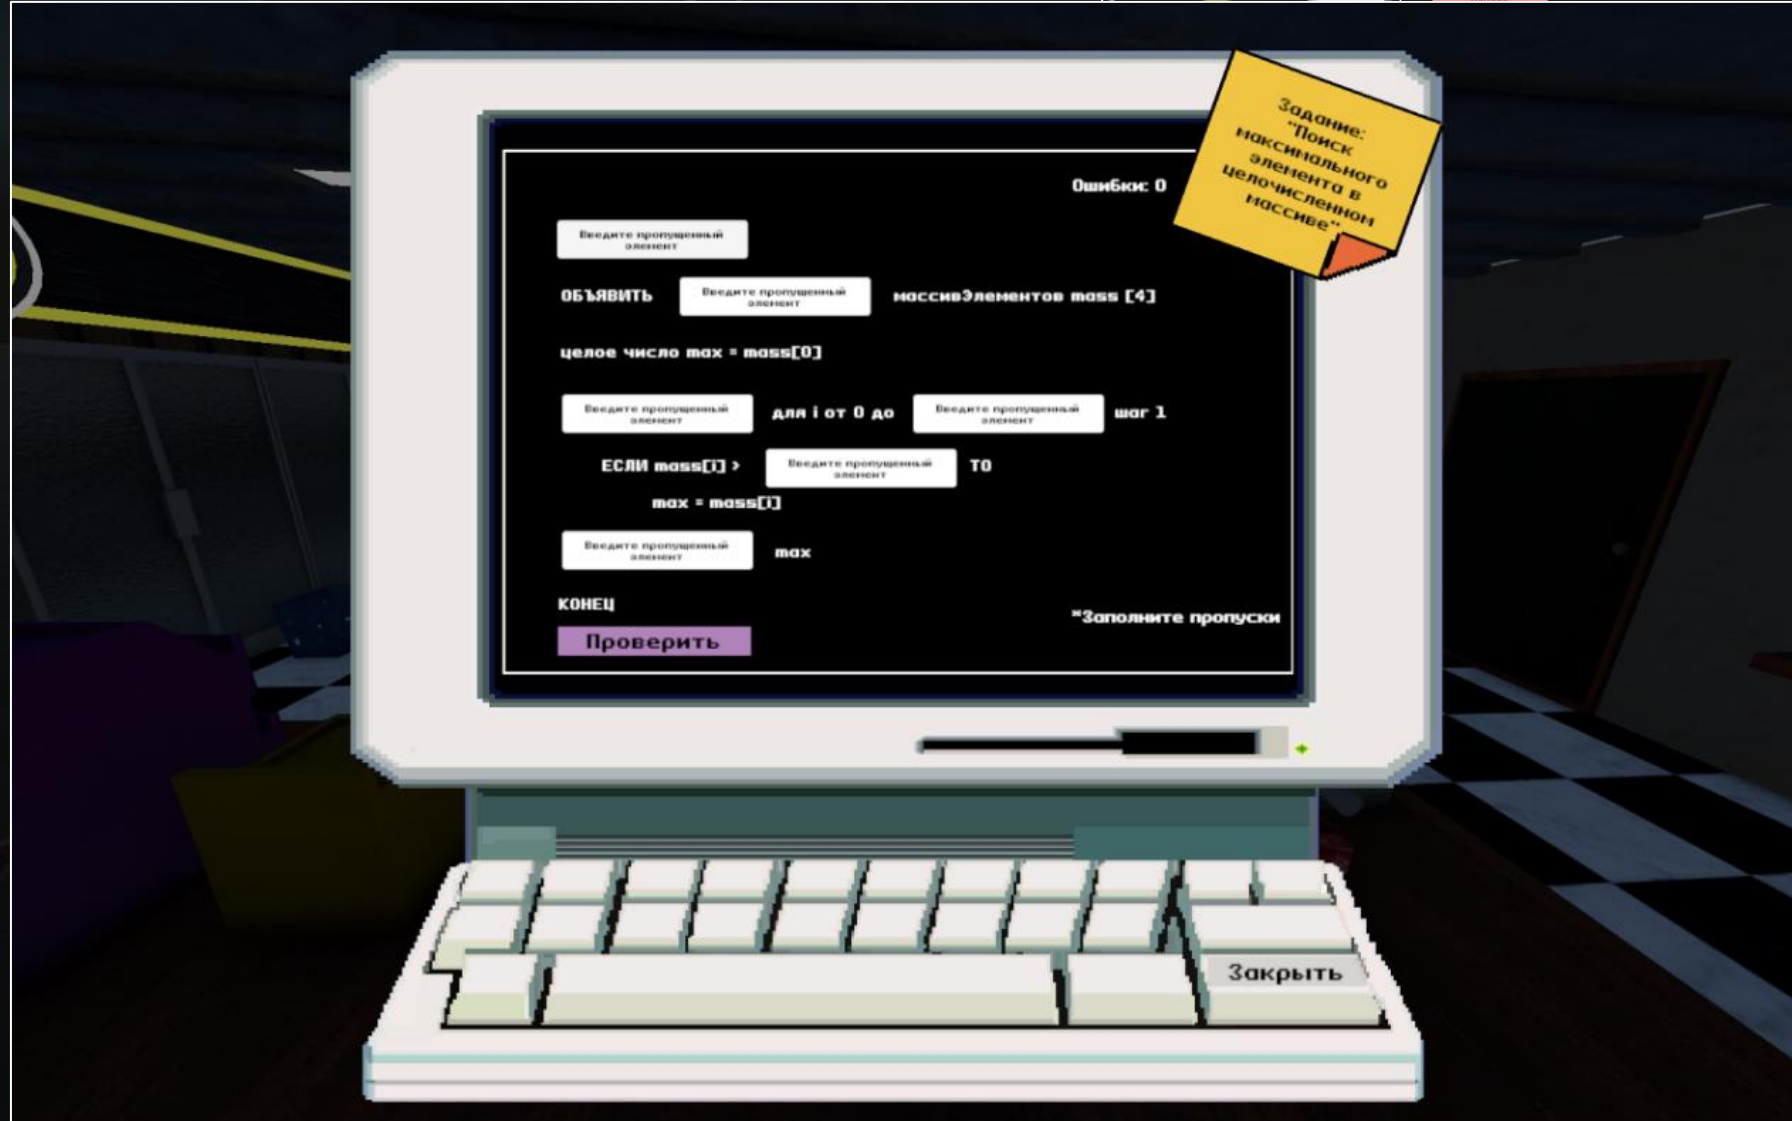 Задание:
"Поиск
максимального
элемента в
целочисленном
массиве"
Ошибки: 0
Введите пропущенный
элемент
ОБЪЯВИТЬ Введите пропущенный элемент массивЭлементов mass [4]
целое число max = mass[0]
Введите пропущенный элемент для i от 0 до Введите пропущенный элемент шаг 1
ЕСЛИ mass[i] > Введите пропущенный элемент ТО
max = mass[i]
Введите пропущенный элемент max
КОНЕЦ
*Заполните пропуски
Проверить
Закрыть